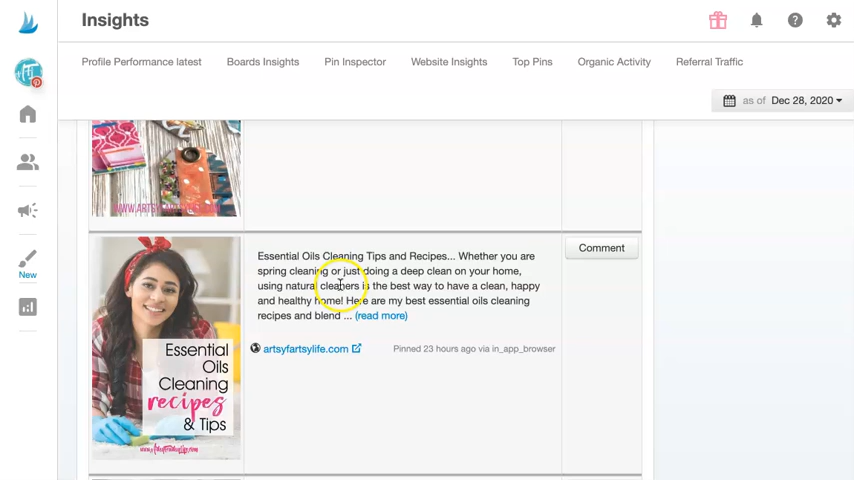 Insights
Profile Performance latest
Boards Insights
Pin Inspector
Website Insights
Top Pins
Organic Activity
Referral Traffic
as of Dec 28, 2020
New
Essential Oils Cleaning Tips and Recipes... Whether you are
spring cleaning or just doing a deep clean on your home,
using natural cleaners is the best way to have a clean, happy
and healthy home! Here are my best essential oils cleaning
recipes and blend ... (read more)
Comment
artsyfartsylife.com
Pinned 23 hours ago via in_app_browser
Essential
Oils
Cleaning
recipes
& Tips